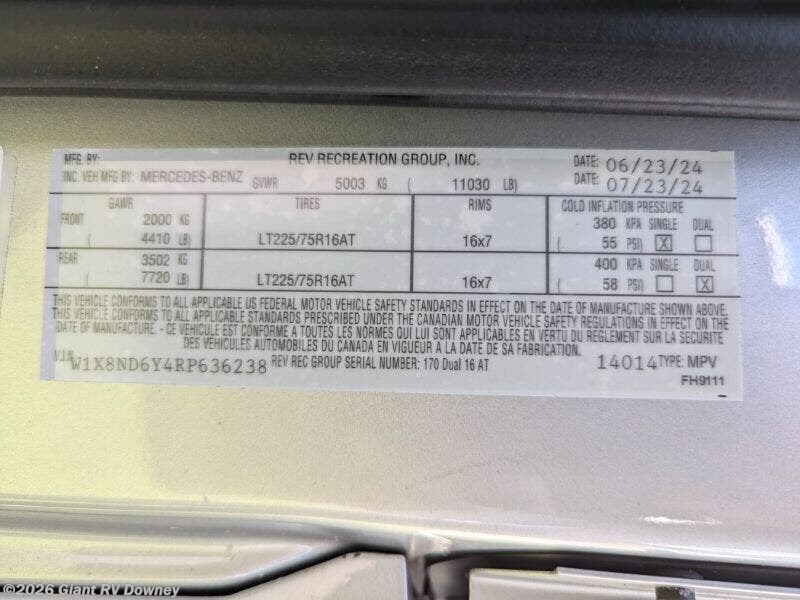 MFG. BY: REV RECREATION GROUP, INC. DATE: 06/23/24
INC. VEH MFG BY: MERCEDES-BENZ GVWR 5003 KG ( 11030 LB) DATE: 07/23/24
GAWR TIRES RIMS COLD INFLATION PRESSURE
FRONT 2000 KG 380 KPA SINGLE DUAL
( 4410 LB) LT225/75R16AT 16x7 ( 55 PSI) X
REAR 3502 KG 400 KPA SINGLE DUAL
( 7720 LB) LT225/75R16AT 16x7 ( 58 PSI) X
THIS VEHICLE CONFORMS TO ALL APPLICABLE US FEDERAL MOTOR VEHICLE SAFETY STANDARDS IN EFFECT ON THE DATE OF MANUFACTURE SHOWN ABOVE.
THIS VEHICLE CONFORMS TO ALL APPLICABLE STANDARDS PRESCRIBED UNDER THE CANADIAN MOTOR VEHICLE SAFETY REGULATIONS IN EFFECT ON THE
DATE OF MANUFACTURE. - CE VEHICULE EST CONFORME A TOUTES LES NORMES QUI LUI SONT APPLICABLES EN VERTU DU REGLEMENT SUR LA SECURITE
DES VEHICULES AUTOMOBILES DU CANADA EN VIGUEUR A LA DATE DE SA FABRICATION.
V.I.N. W1X8ND6Y4RP636238 REV REC GROUP SERIAL NUMBER: 170 Dual 16 AT 14014 TYPE: MPV
FH9111
©2026 Giant RV Downey